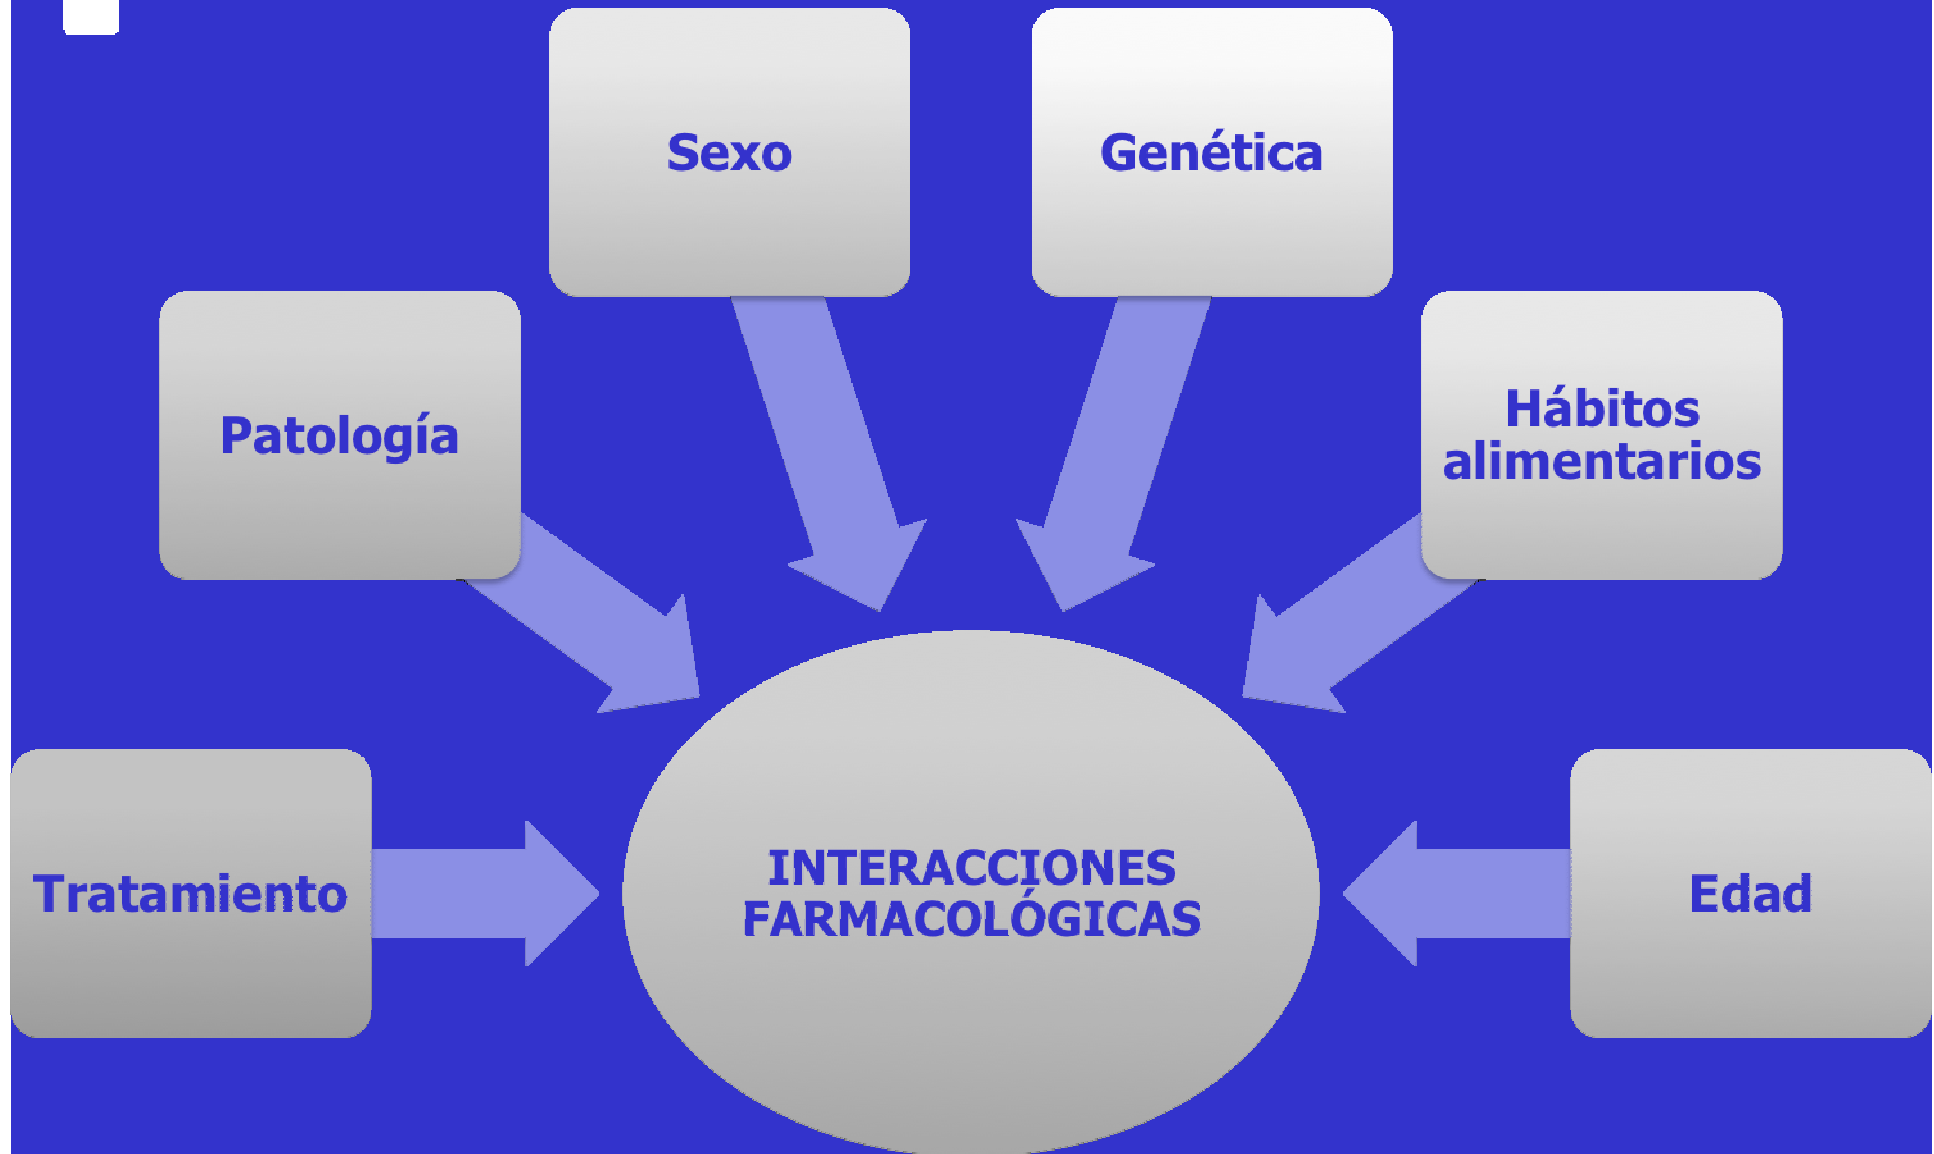 Sexo
Genética
Patología
Hábitos
alimentarios
Tratamiento
INTERACCIONES
FARMACOLÓGICAS
Edad